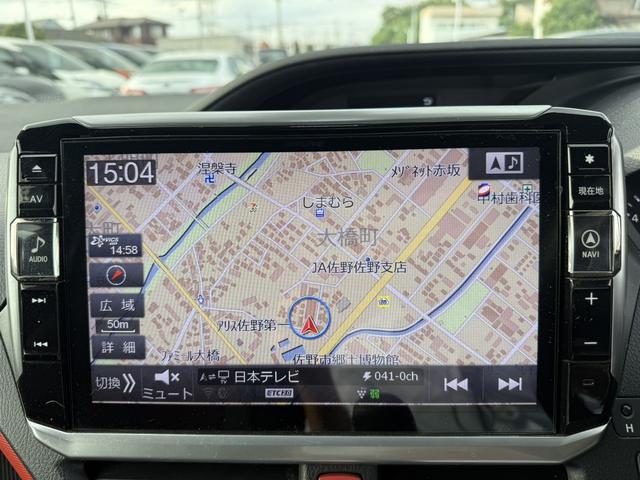 15:04
涅槃寺
ﾒﾘﾊﾟﾈｯﾄ赤坂
しまむら
中村歯科医
大橋町
VICS
14:58
JA佐野佐野支店
広域
50m
詳細
ｱﾘｽ佐野第一
ﾌｧﾐｰﾙ大橋
佐野市郷土博物館
切換
ミュート
TV
日本テレビ
041-0ch
ETC2.0
AV
AUDIO
現在地
NAVI
+
−
H